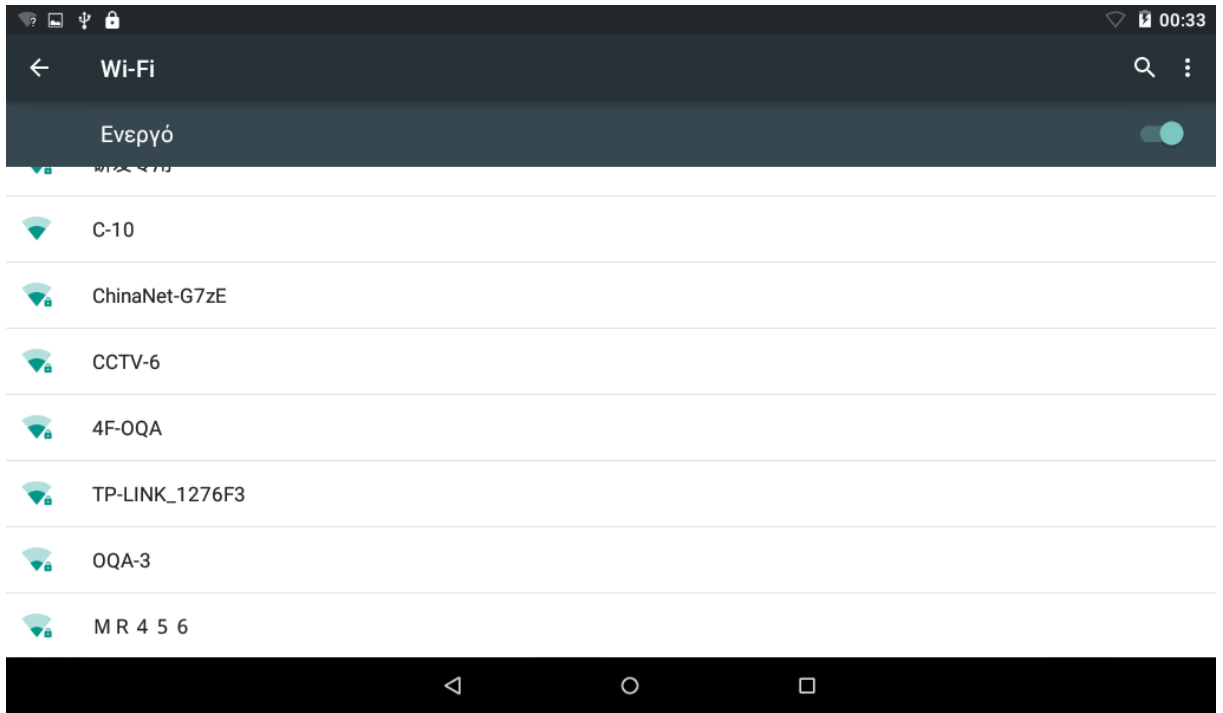 00:33
Wi-Fi
Ενεργό
C-10
ChinaNet-G7zE
CCTV-6
4F-OQA
TP-LINK_1276F3
OQA-3
M R 4 5 6